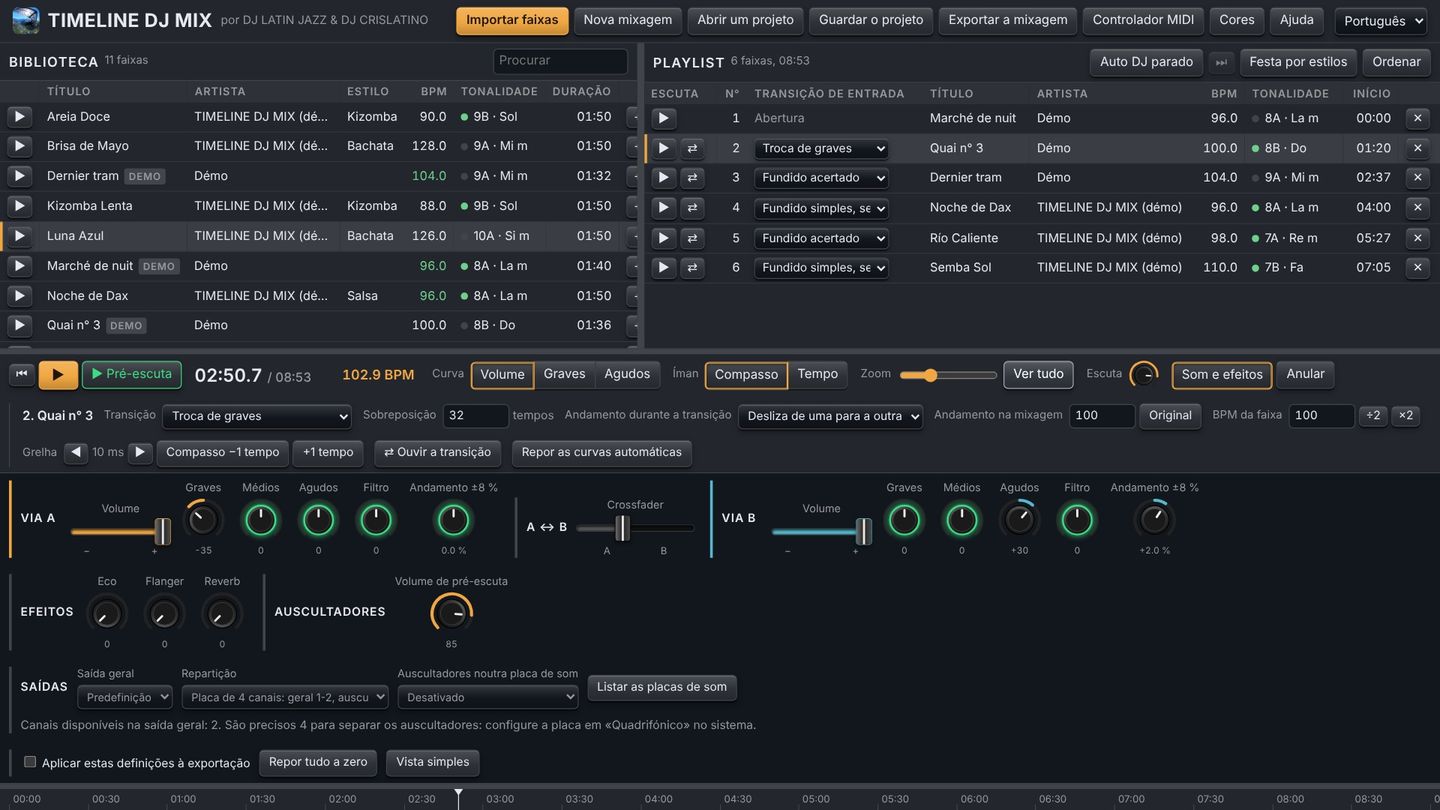 TIMELINE DJ MIX por DJ LATIN JAZZ & DJ CRISLATINO Importar faixas Nova mixagem Abrir um projeto Guardar o projeto Exportar a mixagem Controlador MIDI Cores Ajuda Português
BIBLIOTECA 11 faixas Procurar
TÍTULO ARTISTA ESTILO BPM TONALIDADE DURAÇÃO
Areia Doce TIMELINE DJ MIX (dé... Kizomba 90.0 9B · Sol 01:50
Brisa de Mayo TIMELINE DJ MIX (dé... Bachata 128.0 9A · Mi m 01:50
Dernier tram DEMO Démo 104.0 9A · Mi m 01:32
Kizomba Lenta TIMELINE DJ MIX (dé... Kizomba 88.0 9B · Sol 01:50
Luna Azul TIMELINE DJ MIX (dé... Bachata 126.0 10A · Si m 01:50
Marché de nuit DEMO Démo 96.0 8A · La m 01:40
Noche de Dax TIMELINE DJ MIX (dé... Salsa 96.0 8A · La m 01:50
Quai n° 3 DEMO Démo 100.0 8B · Do 01:36
PLAYLIST 6 faixas, 08:53 Auto DJ parado Festa por estilos Ordenar
ESCUTA N° TRANSIÇÃO DE ENTRADA TÍTULO ARTISTA BPM TONALIDADE INÍCIO
1 Abertura Marché de nuit Démo 96.0 8A · La m 00:00
2 Troca de graves Quai n° 3 Démo 100.0 8B · Do 01:20
3 Fundido acertado Dernier tram Démo 104.0 9A · Mi m 02:37
4 Fundido simples, se Noche de Dax TIMELINE DJ MIX (démo) 96.0 8A · La m 04:00
5 Fundido acertado Río Caliente TIMELINE DJ MIX (démo) 98.0 7A · Re m 05:27
6 Fundido simples, se Semba Sol TIMELINE DJ MIX (démo) 110.0 7B · Fa 07:05
Pré-escuta 02:50.7 / 08:53 102.9 BPM Curva Volume Graves Agudos Íman Compasso Tempo Zoom Ver tudo Escuta Som e efeitos Anular
2. Quai n° 3 Transição Troca de graves Sobreposição 32 tempos Andamento durante a transição Desliza de uma para a outra Andamento na mixagem 100 Original BPM da faixa 100 ÷2 ×2
Grelha 10 ms Compasso −1 tempo +1 tempo ⇄ Ouvir a transição Repor as curvas automáticas
VIA A Volume − + Graves -35 Médios 0 Agudos 0 Filtro 0 Andamento ±8 % 0.0 %
A ↔ B Crossfader A B
VIA B Volume − + Graves 0 Médios 0 Agudos +30 Filtro 0 Andamento ±8 % +2.0 %
EFEITOS Eco 0 Flanger 0 Reverb 0
AUSCULTADORES Volume de pré-escuta 85
SAÍDAS Saída geral Predefinição Repartição Placa de 4 canais: geral 1-2, auscu Auscultadores noutra placa de som Desativado Listar as placas de som
Canais disponíveis na saída geral: 2. São precisos 4 para separar os auscultadores: configure a placa em «Quadrifónico» no sistema.
Aplicar estas definições à exportação Repor tudo a zero Vista simples
00:00 00:30 01:00 01:30 02:00 02:30 03:00 03:30 04:00 04:30 05:00 05:30 06:00 06:30 07:00 07:30 08:00 08:30